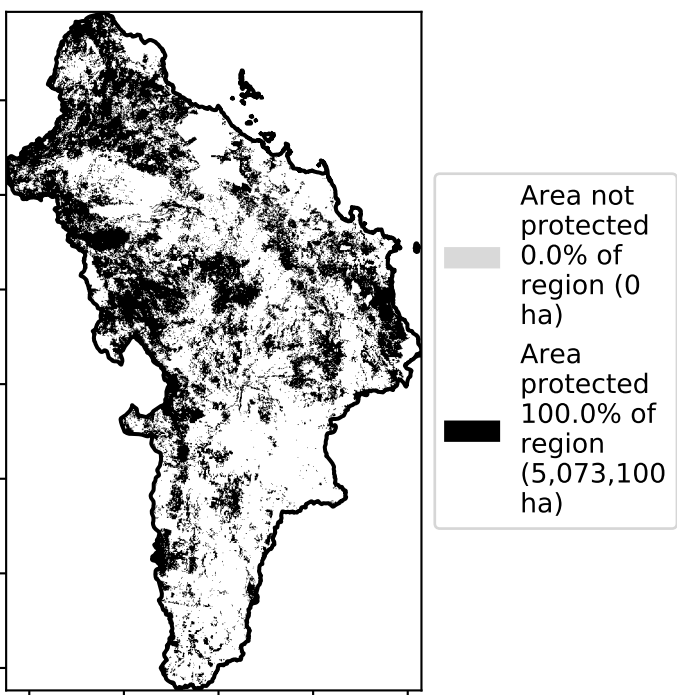 Area not
protected
0.0% of
region (0
ha)
Area
protected
100.0% of
region
(5,073,100
ha)